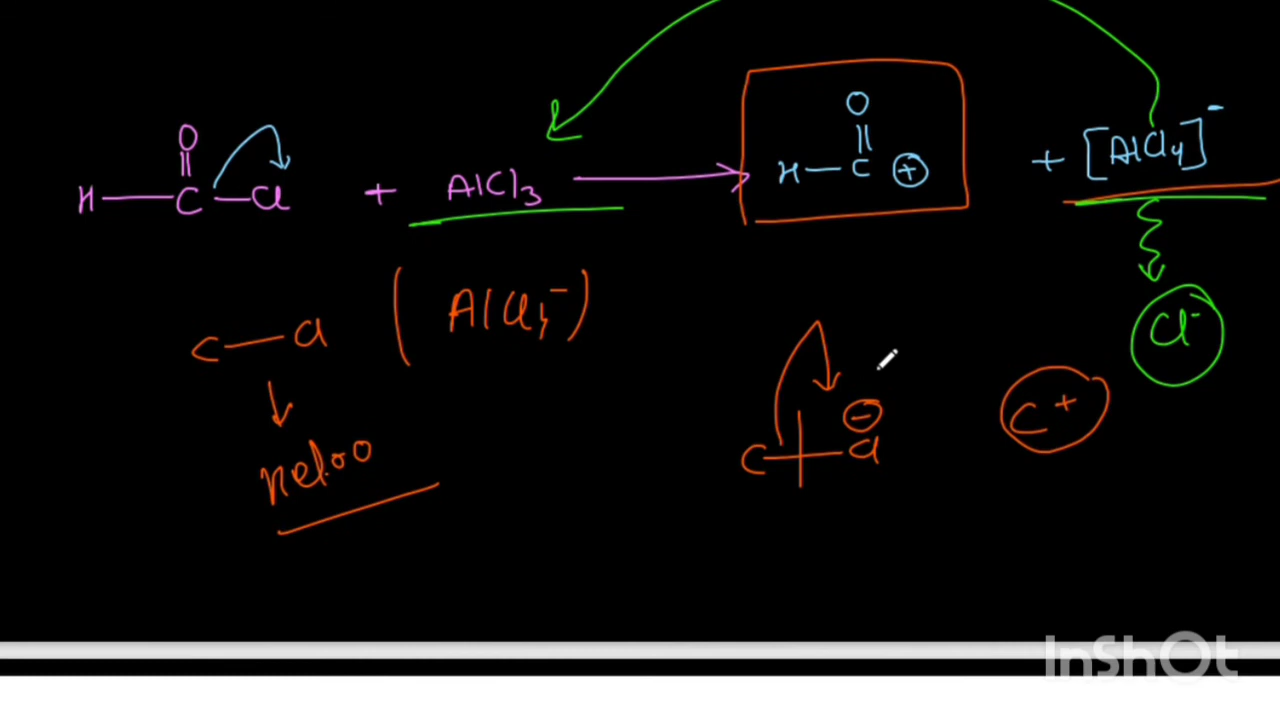 O O
H—C—Cl + AlCl3 → H—C⊕ + [AlCl4]⁻
C—Cl (AlCl4⁻) Cl⁻
C—Cl ⊖ C+
InShOt